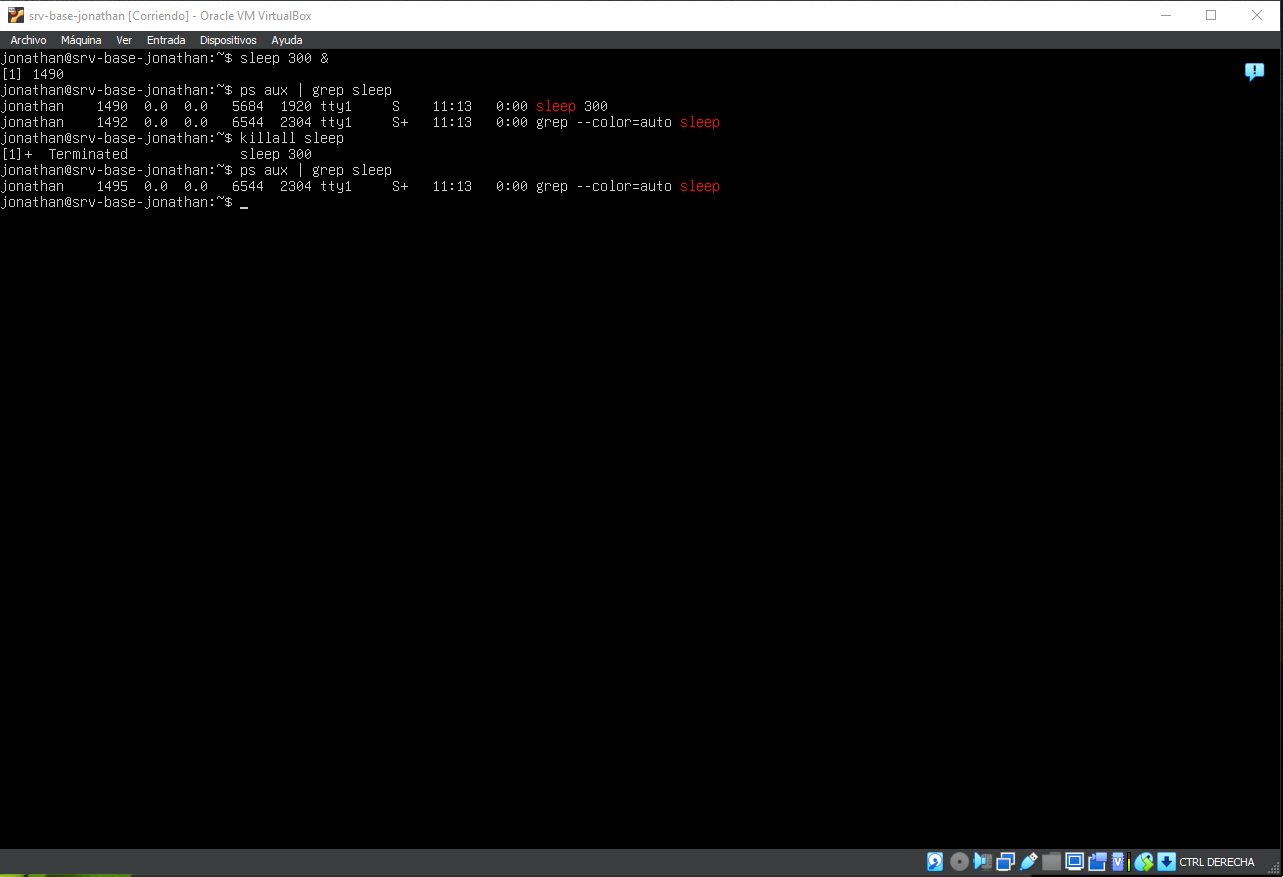 srv-base-jonathan [Corriendo] - Oracle VM VirtualBox
Archivo Máquina Ver Entrada Dispositivos Ayuda
jonathan@srv-base-jonathan:~$ sleep 300 &
[1] 1490
jonathan@srv-base-jonathan:~$ ps aux | grep sleep
jonathan    1490  0.0  0.0   5684  1920 tty1     S    11:13   0:00 sleep 300
jonathan    1492  0.0  0.0   6544  2304 tty1     S+   11:13   0:00 grep --color=auto sleep
jonathan@srv-base-jonathan:~$ killall sleep
[1]+  Terminated              sleep 300
jonathan@srv-base-jonathan:~$ ps aux | grep sleep
jonathan    1495  0.0  0.0   6544  2304 tty1     S+   11:13   0:00 grep --color=auto sleep
jonathan@srv-base-jonathan:~$ _
CTRL DERECHA